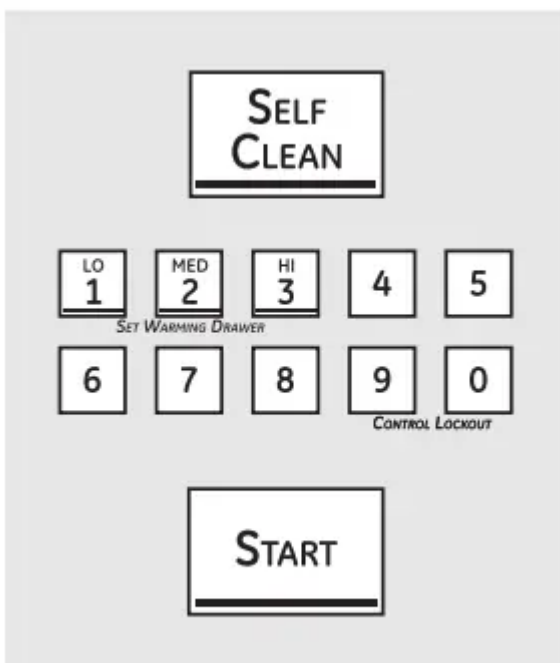 SELF
CLEAN
LO MED HI
1 2 3 4 5
SET WARMING DRAWER
6 7 8 9 0
CONTROL LOCKOUT
START